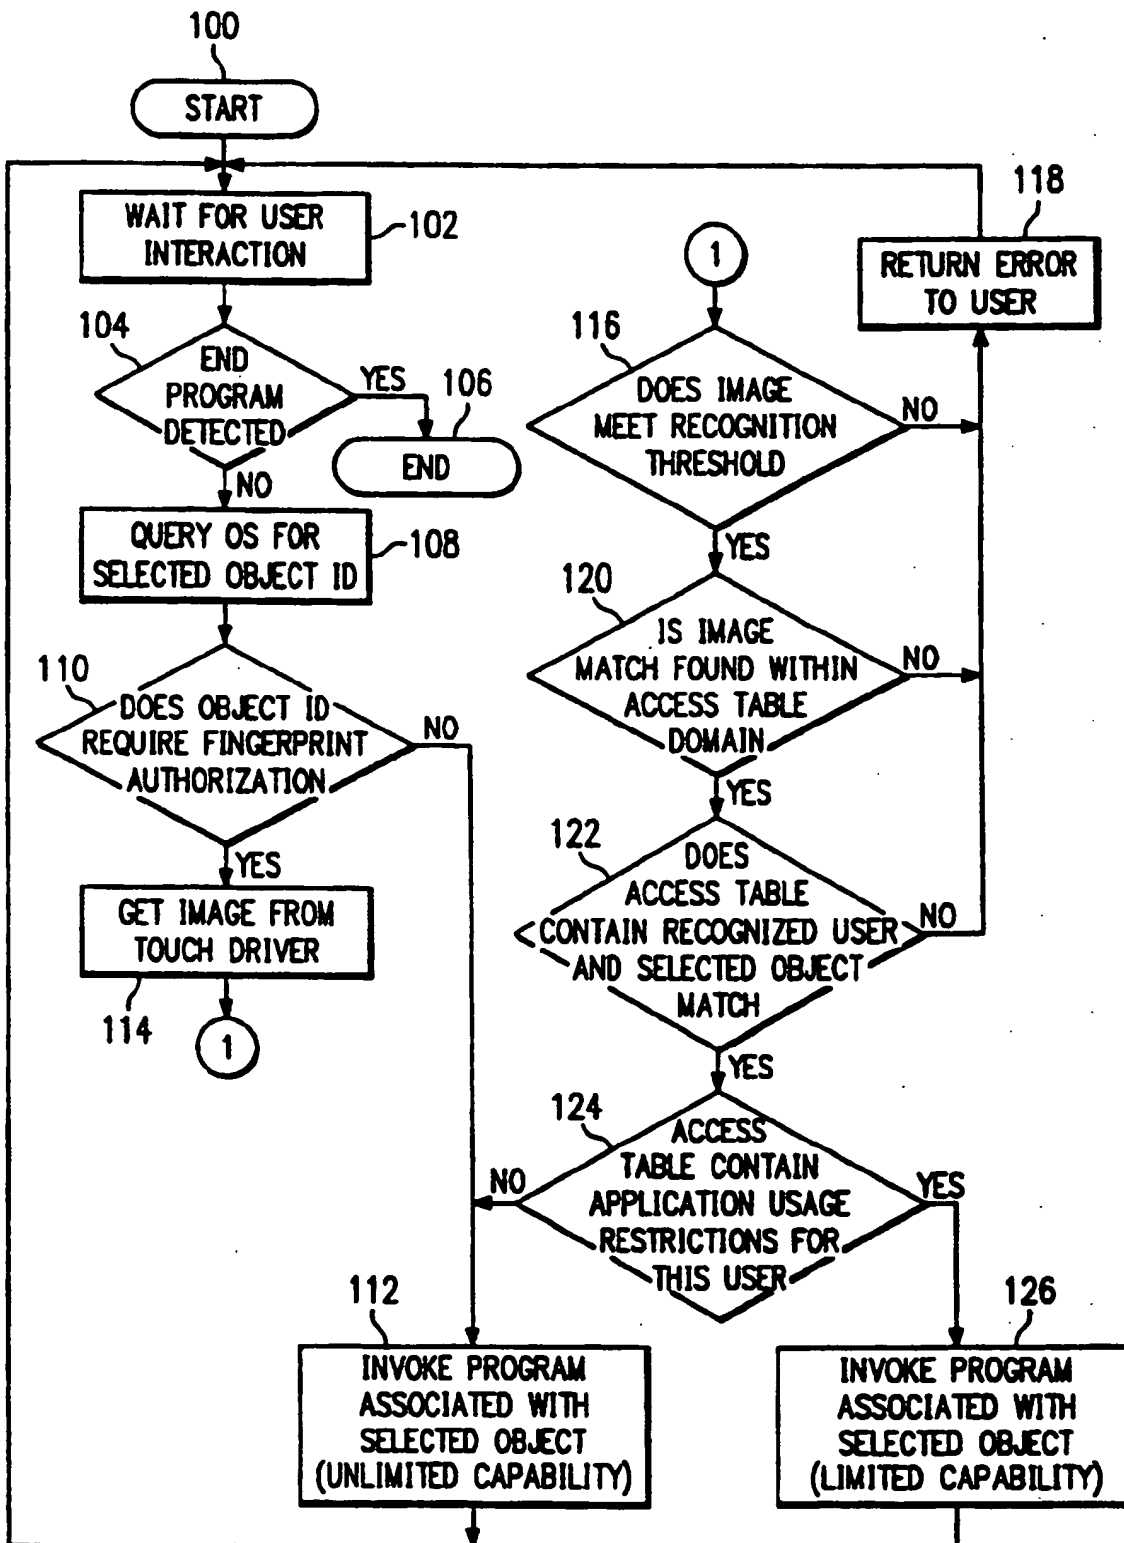 100
START
WAIT FOR USER
INTERACTION
102
104
END
PROGRAM
DETECTED
YES
106
END
NO
QUERY OS FOR
SELECTED OBJECT ID
108
110
DOES OBJECT ID
REQUIRE FINGERPRINT
AUTHORIZATION
NO
YES
GET IMAGE FROM
TOUCH DRIVER
114
1
1
118
RETURN ERROR
TO USER
116
DOES IMAGE
MEET RECOGNITION
THRESHOLD
NO
YES
120
IS IMAGE
MATCH FOUND WITHIN
ACCESS TABLE
DOMAIN
NO
YES
122
DOES
ACCESS TABLE
CONTAIN RECOGNIZED USER
AND SELECTED OBJECT
MATCH
NO
YES
124
ACCESS
TABLE CONTAIN
APPLICATION USAGE
RESTRICTIONS FOR
THIS USER
NO
YES
112
INVOKE PROGRAM
ASSOCIATED WITH
SELECTED OBJECT
(UNLIMITED CAPABILITY)
126
INVOKE PROGRAM
ASSOCIATED WITH
SELECTED OBJECT
(LIMITED CAPABILITY)